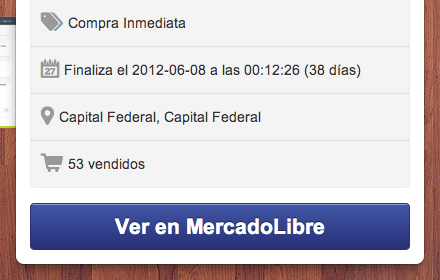 Compra Inmediata
Finaliza el 2012-06-08 a las 00:12:26 (38 días)
Capital Federal, Capital Federal
53 vendidos
Ver en MercadoLibre